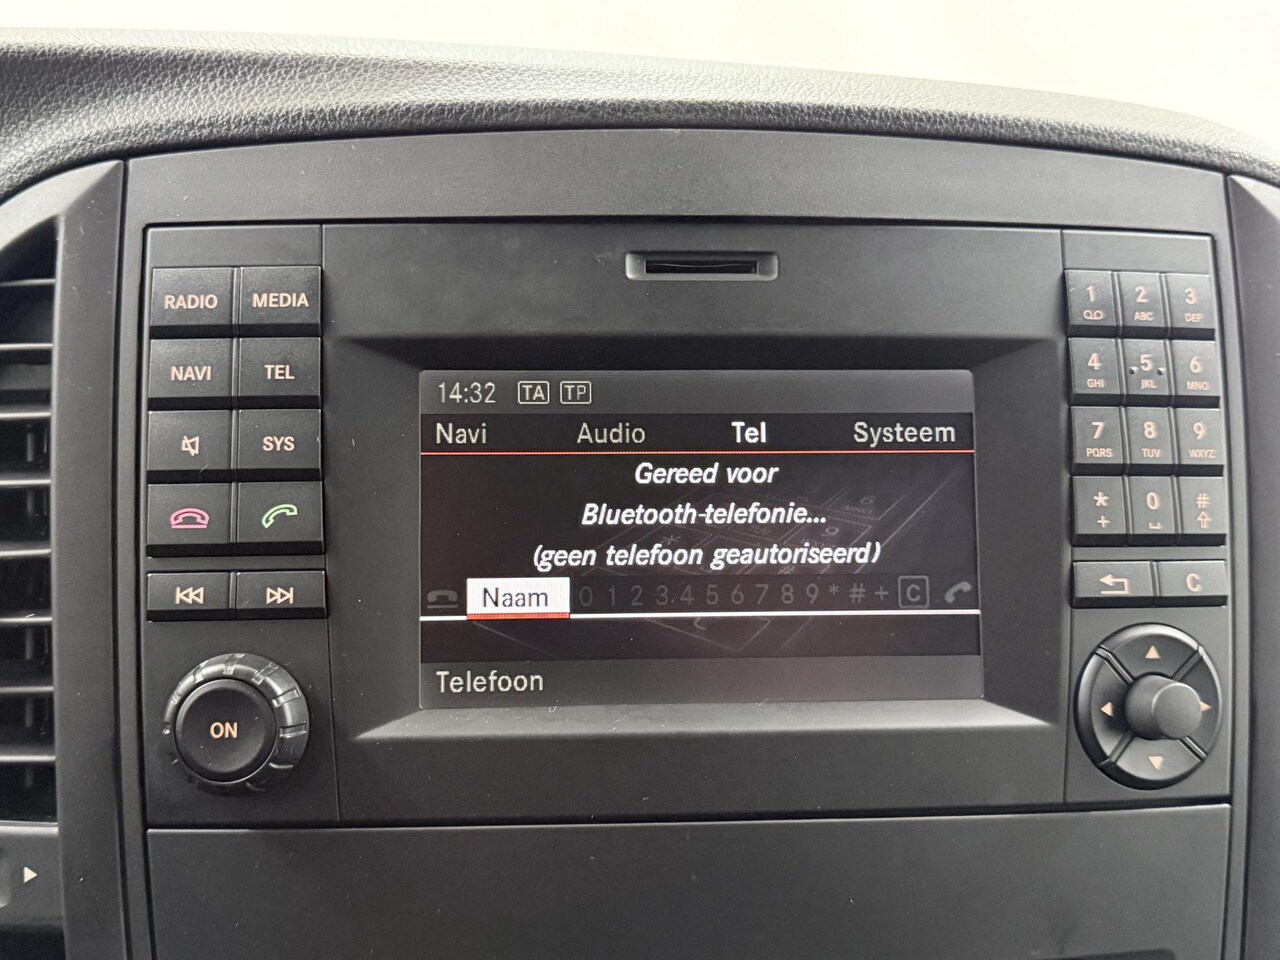 RADIO MEDIA
NAVI TEL
SYS
ON
14:32 TA TP
Navi Audio Tel Systeem
Gereed voor
Bluetooth-telefonie...
(geen telefoon geautoriseerd)
Naam 0 1 2 3 4 5 6 7 8 9 * # + C
Telefoon
1 2 3
ABC DEF
4 5 6
GHI JKL MNO
7 8 9
PQRS TUV WXYZ
* 0 #
+
C